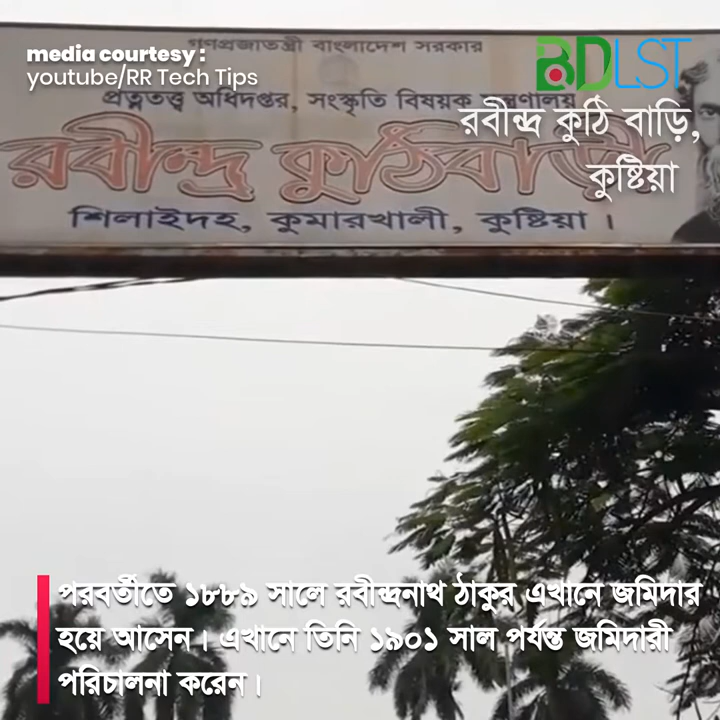 media courtesy :
youtube/RR Tech Tips
BDLST
গণপ্রজাতন্ত্রী বাংলাদেশ সরকার
প্রত্নতত্ত্ব অধিদপ্তর, সংস্কৃতি বিষয়ক মন্ত্রণালয়
রবীন্দ্র কুঠি বাড়ি,
কুষ্টিয়া
রবীন্দ্র কুঠিবাড়ী
শিলাইদহ, কুমারখালী, কুষ্টিয়া ।
পরবর্তীতে ১৮৮৯ সালে রবীন্দ্রনাথ ঠাকুর এখানে জমিদার
হয়ে আসেন। এখানে তিনি ১৯০১ সাল পর্যন্ত জমিদারী
পরিচালনা করেন।